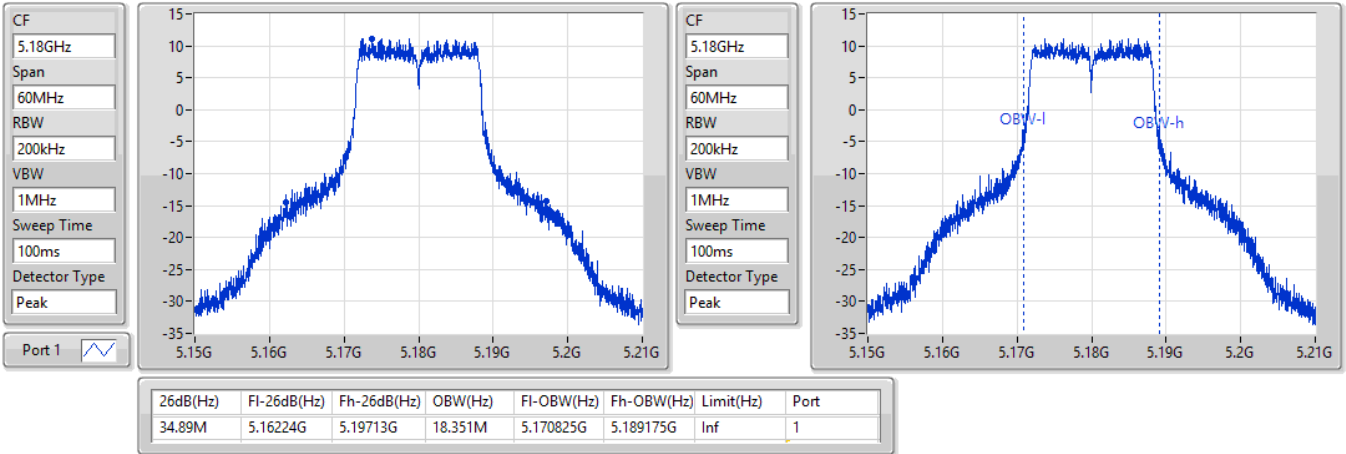 CF
5.18GHz
Span
60MHz
RBW
200kHz
VBW
1MHz
Sweep Time
100ms
Detector Type
Peak
Port 1
15
10
5
0
-5
-10
-15
-20
-25
-30
-35
5.15G 5.16G 5.17G 5.18G 5.19G 5.2G 5.21G
CF
5.18GHz
Span
60MHz
RBW
200kHz
VBW
1MHz
Sweep Time
100ms
Detector Type
Peak
15
10
5
0
-5
-10
-15
-20
-25
-30
-35
OBW-l OBW-h
5.15G 5.16G 5.17G 5.18G 5.19G 5.2G 5.21G
26dB(Hz) Fl-26dB(Hz) Fh-26dB(Hz) OBW(Hz) Fl-OBW(Hz) Fh-OBW(Hz) Limit(Hz) Port
34.89M 5.16224G 5.19713G 18.351M 5.170825G 5.189175G Inf 1